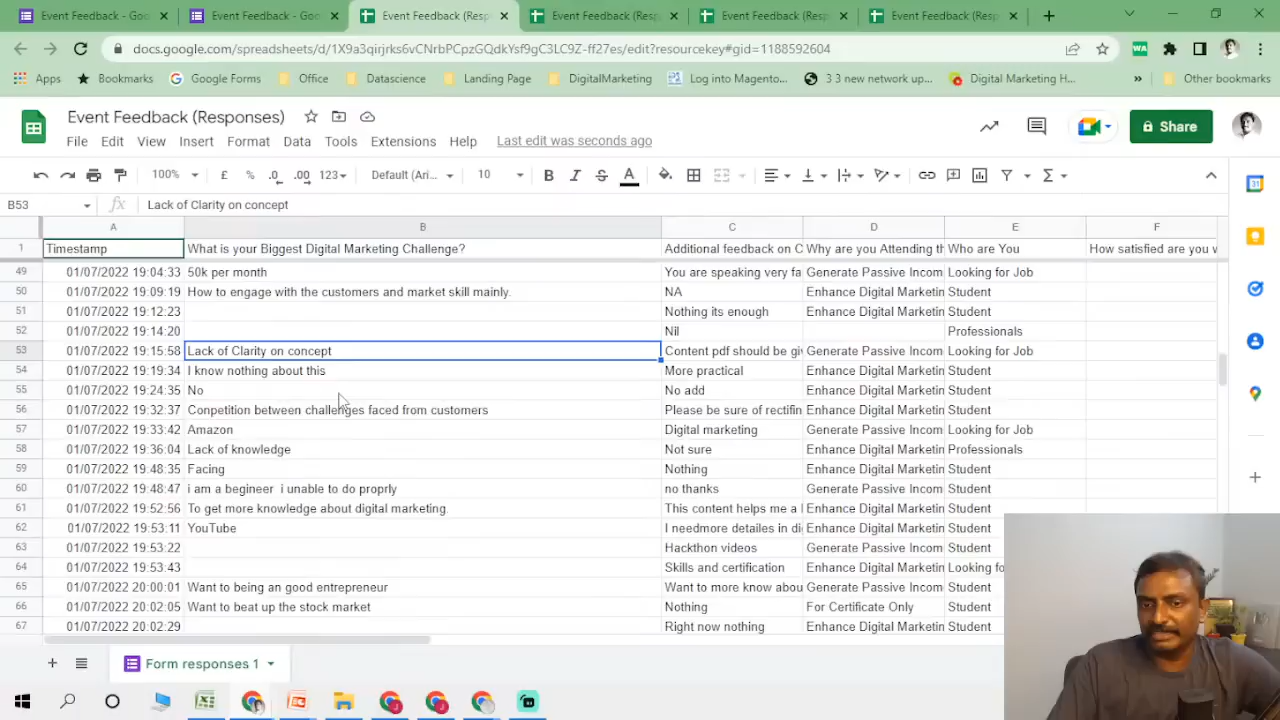 Event Feedback (Respo Event Feedback (Respo Event Feedback (Respo Event Feedback (Respo Event Feedback (Respo Event Feedback (Respo
docs.google.com/spreadsheets/d/1X9a3qirjrks6vCNrbPCpzGQdkYsf9gC3LC9Z-ff27es/edit?resourcekey#gid=1188592604
Apps Bookmarks Google Forms Office Datascience Landing Page DigitalMarketing Log into Magento... 3 3 new network up... Digital Marketing H... » Other bookmarks
Event Feedback (Responses)
File Edit View Insert Format Data Tools Extensions Help Last edit was seconds ago
Share
100% £ % .0 .00 123 Default (Ari... 10 B I S A Σ
B53 fx Lack of Clarity on concept
A B C D E F
1 Timestamp What is your Biggest Digital Marketing Challenge? Additional feedback on C Why are you Attending th Who are You How satisfied are you w
49 01/07/2022 19:04:33 50k per month You are speaking very fa Generate Passive Incom Looking for Job
50 01/07/2022 19:09:19 How to engage with the customers and market skill mainly. NA Enhance Digital Marketin Student
51 01/07/2022 19:12:23 Nothing its enough Enhance Digital Marketin Student
52 01/07/2022 19:14:20 Nil Professionals
53 01/07/2022 19:15:58 Lack of Clarity on concept Content pdf should be giv Generate Passive Incom Looking for Job
54 01/07/2022 19:19:34 I know nothing about this More practical Enhance Digital Marketin Student
55 01/07/2022 19:24:35 No No add Enhance Digital Marketin Student
56 01/07/2022 19:32:37 Conpetition between challenges faced from customers Please be sure of rectifin Enhance Digital Marketin Student
57 01/07/2022 19:33:42 Amazon Digital marketing Enhance Digital Marketin Looking for Job
58 01/07/2022 19:36:04 Lack of knowledge Not sure Enhance Digital Marketin Professionals
59 01/07/2022 19:48:35 Facing Nothing Enhance Digital Marketin Student
60 01/07/2022 19:48:47 i am a begineer i unable to do proprly no thanks Generate Passive Incom Student
61 01/07/2022 19:52:56 To get more knowledge about digital marketing. This content helps me a l Enhance Digital Marketin Student
62 01/07/2022 19:53:11 YouTube I needmore detailes in di Enhance Digital Marketin Student
63 01/07/2022 19:53:22 Hackthon videos Generate Passive Incom Student
64 01/07/2022 19:53:43 Skills and certification Enhance Digital Marketin Looking fo
65 01/07/2022 20:00:01 Want to being an good entrepreneur Want to more know abou Generate Passive Incom Student
66 01/07/2022 20:02:05 Want to beat up the stock market Nothing For Certificate Only Student
67 01/07/2022 20:02:29 Right now nothing Enhance Digital Marketin Student
Form responses 1